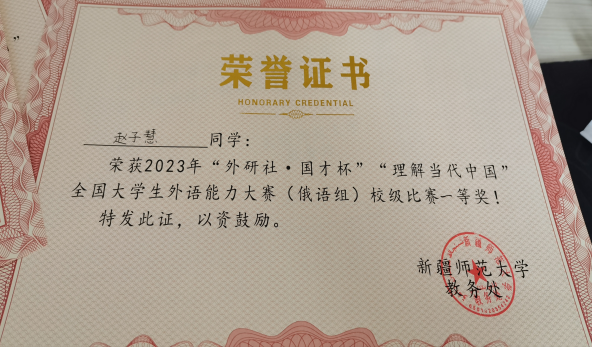 荣誉证书
HONORARY CREDENTIAL
赵子慧同学：
荣获2023年“外研社·国才杯”“理解当代中国”
全国大学生外语能力大赛（俄语组）校级比赛一等奖！
特发此证，以资鼓励。
新疆师范大学
教务处